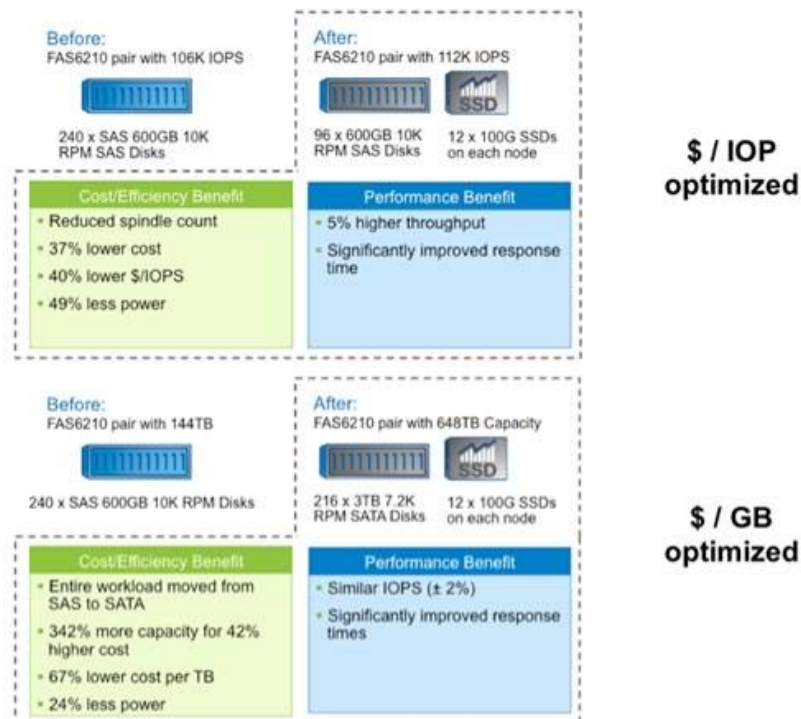 Before:
FAS6210 pair with 106K IOPS
240 x SAS 600GB 10K
RPM SAS Disks
After:
FAS6210 pair with 112K IOPS
SSD
96 x 600GB 10K
RPM SAS Disks
12 x 100G SSDs
on each node
$ / IOP
optimized
Cost/Efficiency Benefit
Reduced spindle count
37% lower cost
40% lower $/IOPS
49% less power
Performance Benefit
5% higher throughput
Significantly improved response
time
Before:
FAS6210 pair with 144TB
240 x SAS 600GB 10K RPM Disks
After:
FAS6210 pair with 648TB Capacity
SSD
216 x 3TB 7.2K
RPM SATA Disks
12 x 100G SSDs
on each node
$ / GB
optimized
Cost/Efficiency Benefit
Entire workload moved from
SAS to SATA
342% more capacity for 42%
higher cost
67% lower cost per TB
24% less power
Performance Benefit
Similar IOPS (± 2%)
Significantly improved response
times